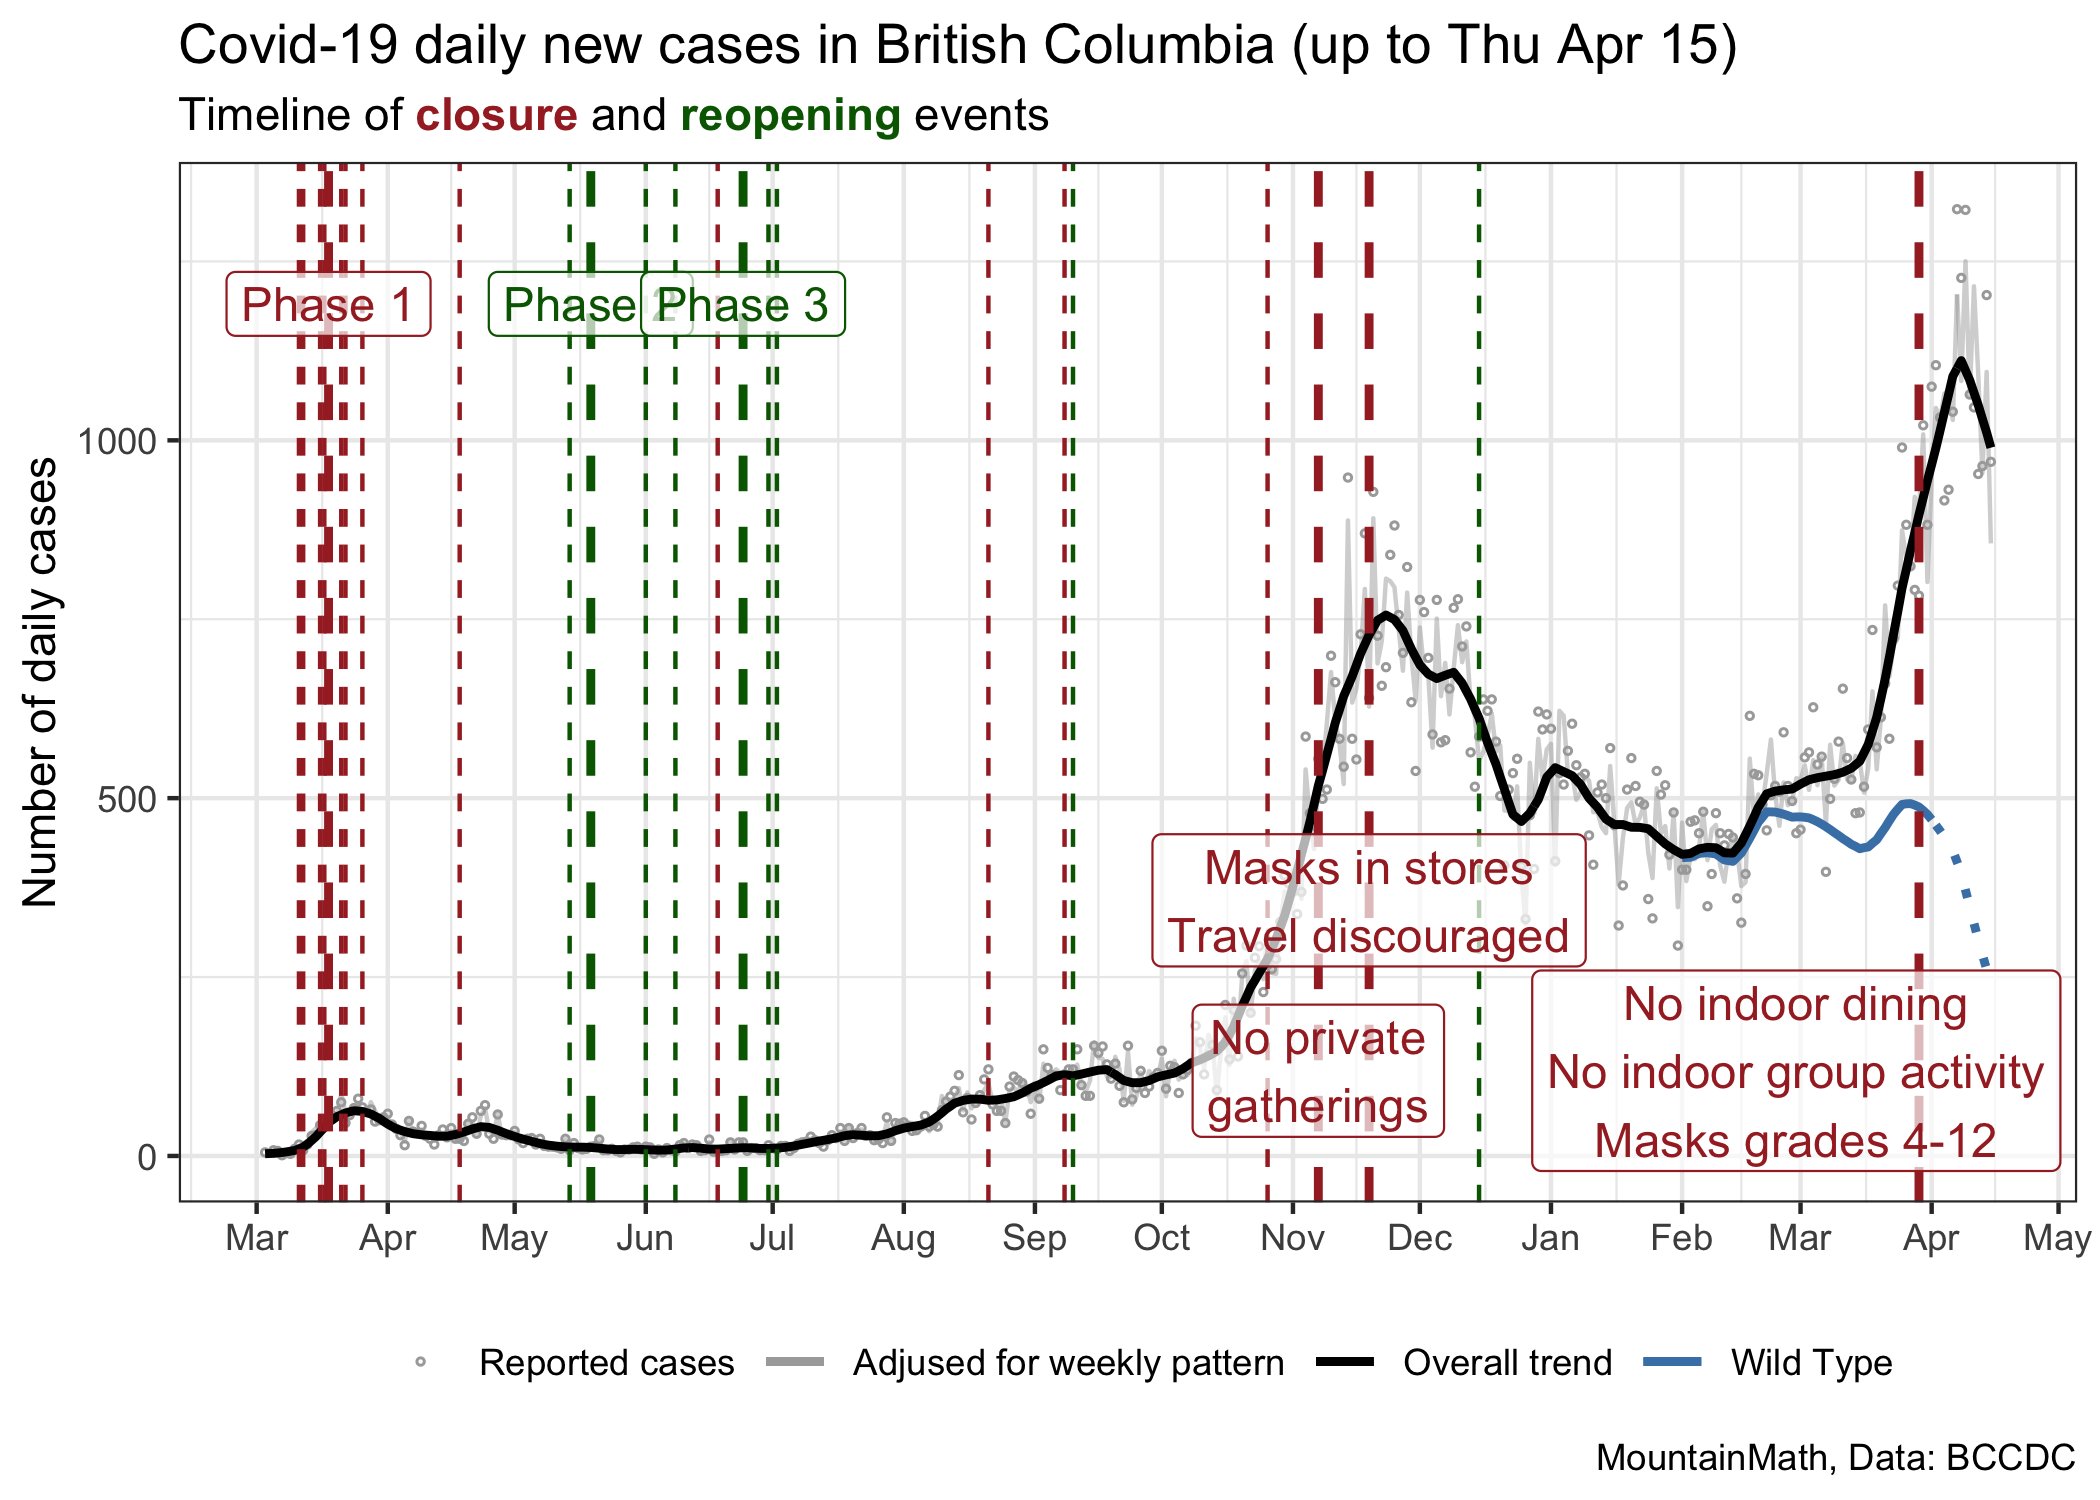 Covid-19 daily new cases in British Columbia (up to Thu Apr 15)
Timeline of closure and reopening events
Number of daily cases
1000
500
0
Phase 1
Phase 2
Phase 3
Masks in stores
Travel discouraged
No private
gatherings
No indoor dining
No indoor group activity
Masks grades 4-12
Mar Apr May Jun Jul Aug Sep Oct Nov Dec Jan Feb Mar Apr May
Reported cases Adjused for weekly pattern Overall trend Wild Type
MountainMath, Data: BCCDC